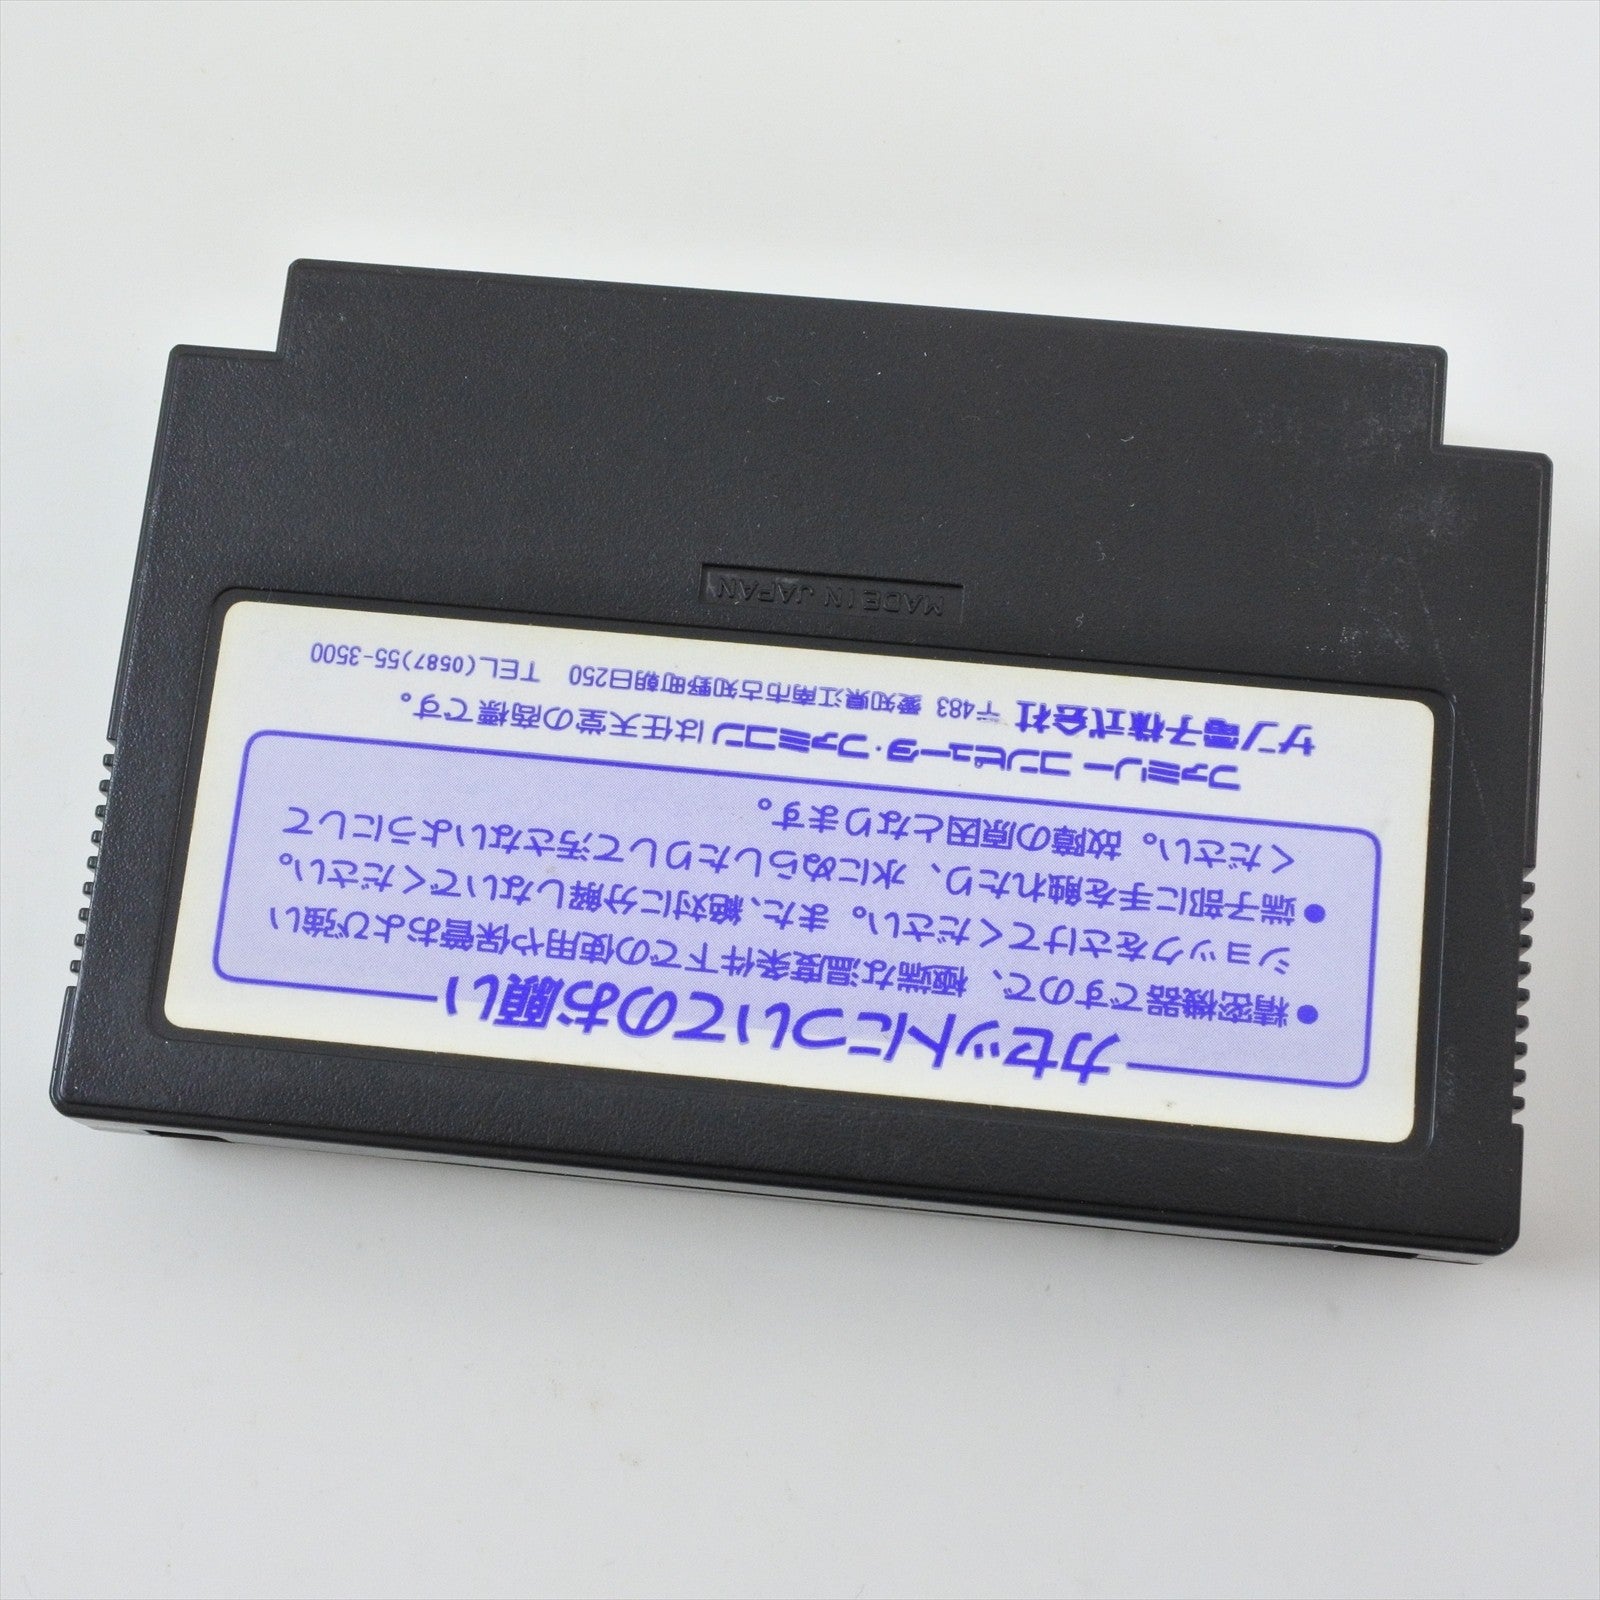 カセットについてのお願い
●精密機器ですので、極端な温度条件下での使用や保管および強い
ショックをさけてください。また、絶対に分解しないでください。
●端子部に手を触れたり、水にぬらしたりして汚さないようにして
ください。故障の原因となります。
ファミリーコンピュータ・ファミコンは任天堂の商標です。
サン電子株式会社 〒483 愛知県江南市古知野町朝日250 TEL(0587)55-3500
MADE IN JAPAN